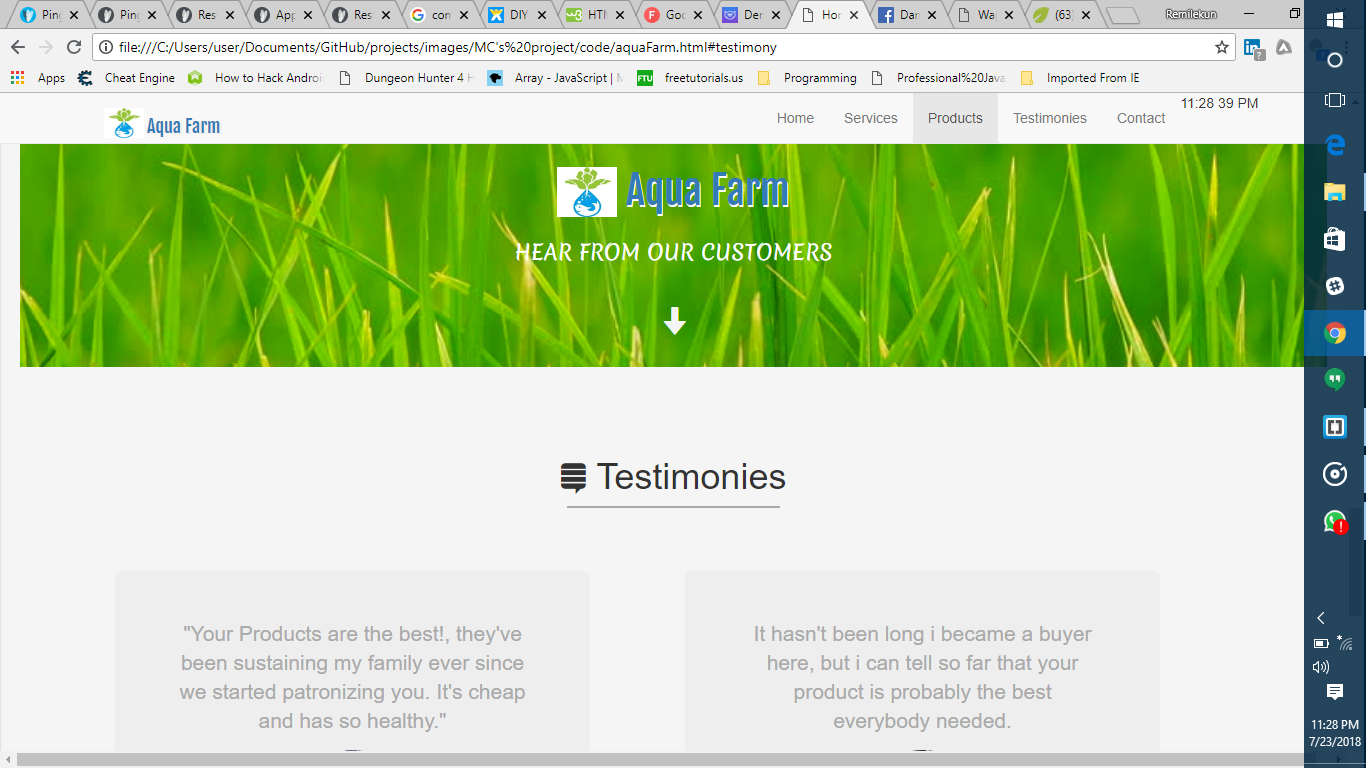 Ping
Ping
Res
App
Res
con
DIY
HTM
Goo
Der
Hor
Dar
Wa
(63)
Remilekun
file:///C:/Users/user/Documents/GitHub/projects/images/MC's%20project/code/aquaFarm.html#testimony
Apps
Cheat Engine
How to Hack Androi
Dungeon Hunter 4 H
Array - JavaScript | M
FTU
freetutorials.us
Programming
Professional%20Java
Imported From IE
Aqua Farm
Home
Services
Products
Testimonies
Contact
11:28 39 PM
Aqua Farm
HEAR FROM OUR CUSTOMERS
Testimonies
"Your Products are the best!, they've
been sustaining my family ever since
we started patronizing you. It's cheap
and has so healthy."
It hasn't been long i became a buyer
here, but i can tell so far that your
product is probably the best
everybody needed.
11:28 PM
7/23/2018